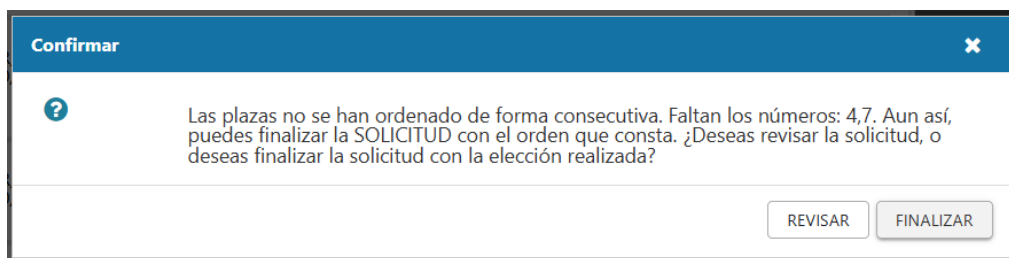 Confirmar
Las plazas no se han ordenado de forma consecutiva. Faltan los números: 4,7. Aun así,
puedes finalizar la SOLICITUD con el orden que consta. ¿Deseas revisar la solicitud, o
deseas finalizar la solicitud con la elección realizada?
REVISAR
FINALIZAR